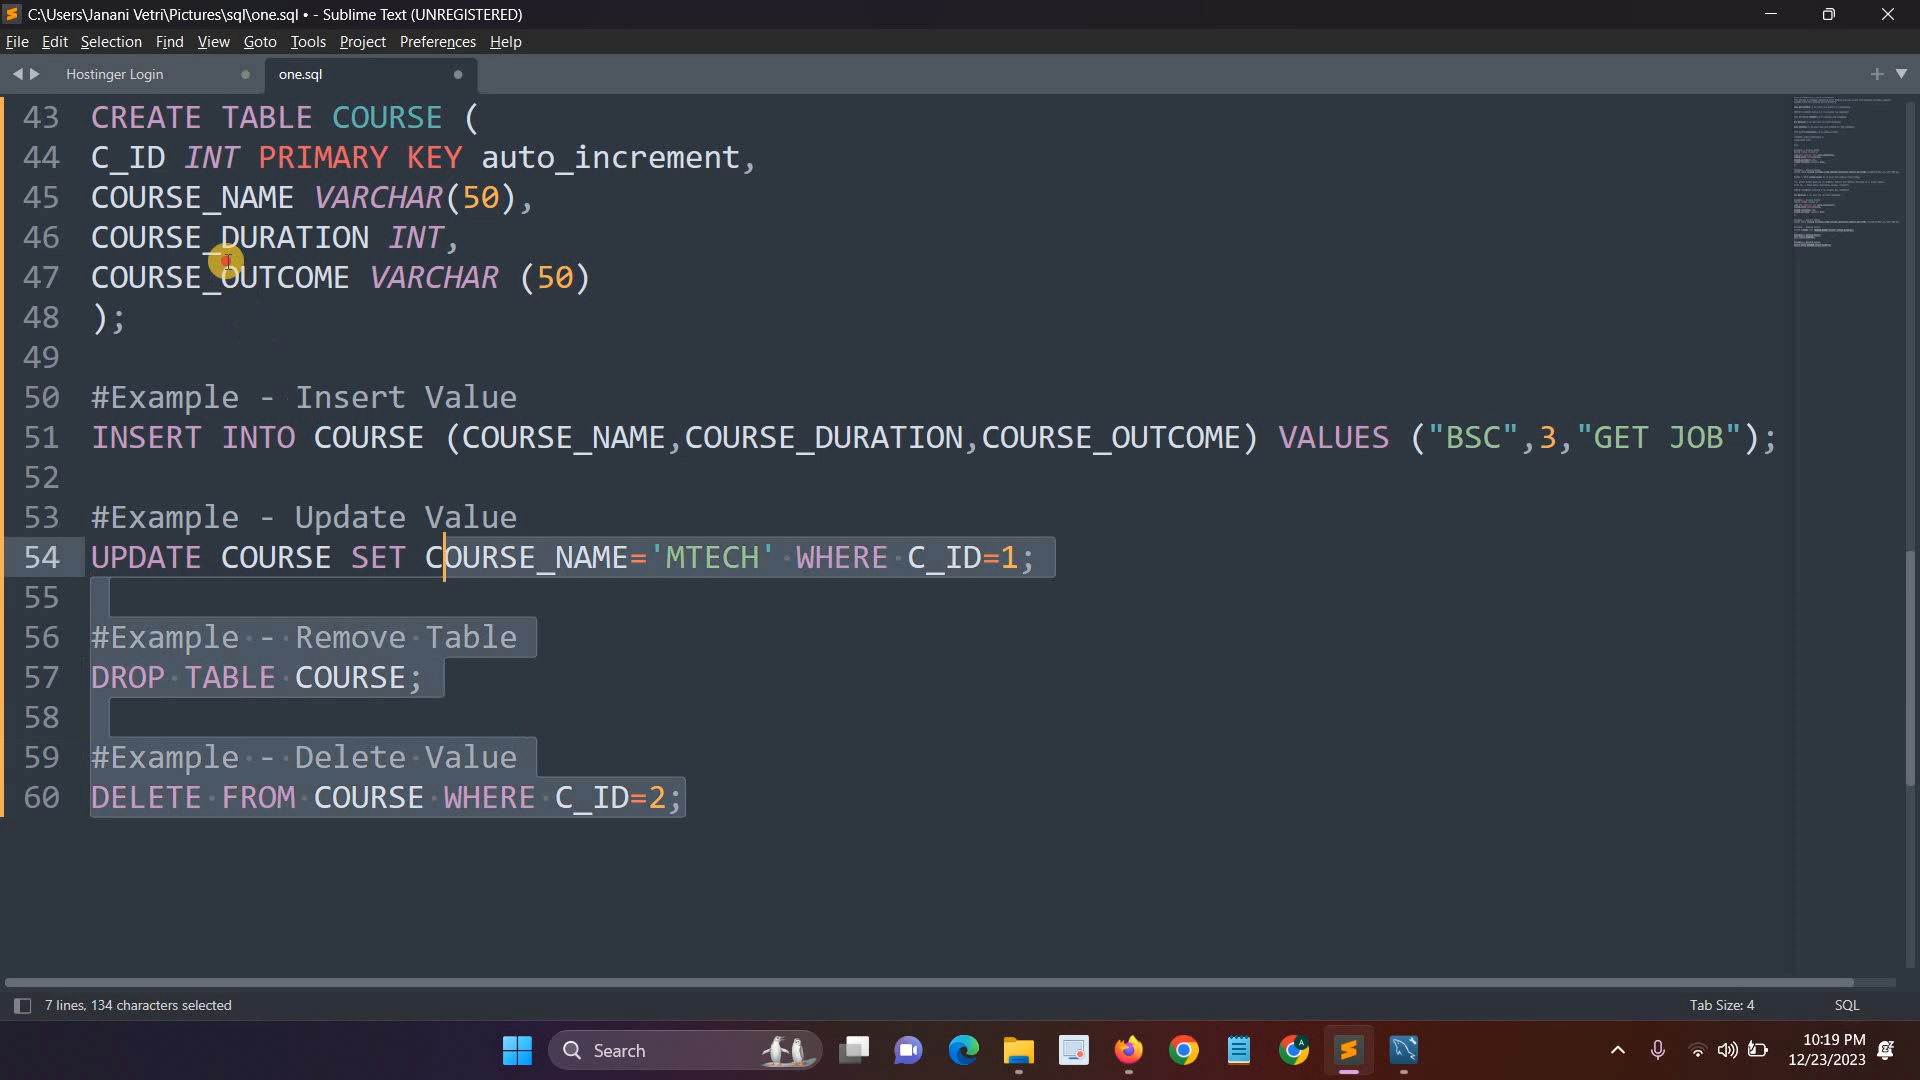 C:\Users\Janani Vetri\Pictures\sql\one.sql • - Sublime Text (UNREGISTERED)
File Edit Selection Find View Goto Tools Project Preferences Help
Hostinger Login one.sql
43 CREATE TABLE COURSE (
44 C_ID INT PRIMARY KEY auto_increment,
45 COURSE_NAME VARCHAR(50),
46 COURSE_DURATION INT,
47 COURSE_OUTCOME VARCHAR (50)
48 );
49
50 #Example - Insert Value
51 INSERT INTO COURSE (COURSE_NAME,COURSE_DURATION,COURSE_OUTCOME) VALUES ("BSC",3,"GET JOB");
52
53 #Example - Update Value
54 UPDATE COURSE SET COURSE_NAME='MTECH' WHERE C_ID=1;
55
56 #Example - Remove Table
57 DROP TABLE COURSE;
58
59 #Example - Delete Value
60 DELETE FROM COURSE WHERE C_ID=2;
7 lines, 134 characters selected Tab Size: 4 SQL
Search
10:19 PM
12/23/2023